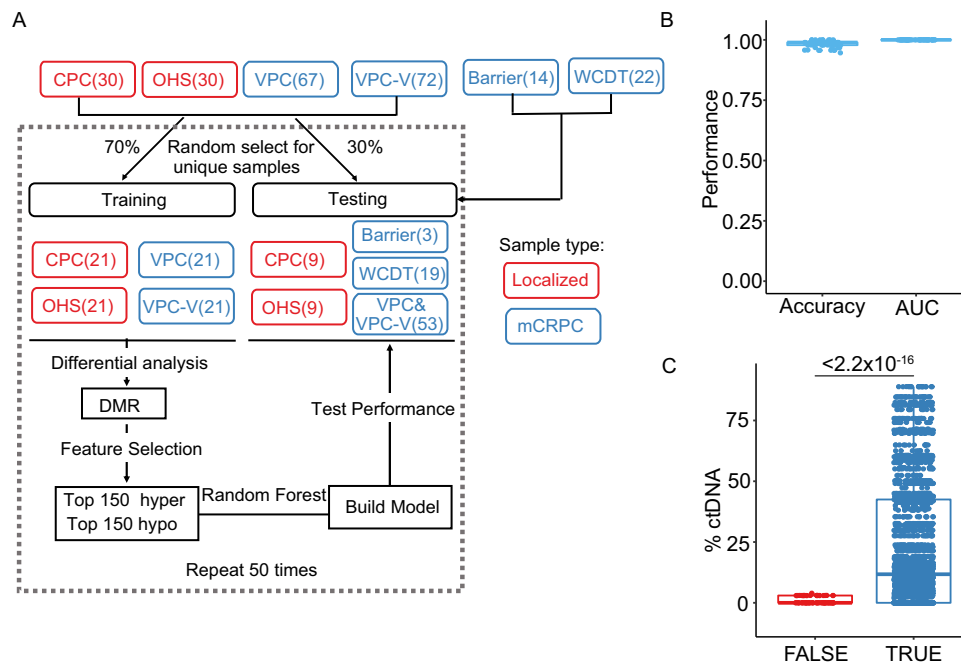 A
CPC(30)
OHS(30)
VPC(67)
VPC-V(72)
Barrier(14)
WCDT(22)
70%
Random select for
unique samples
30%
Training
Testing
CPC(21)
VPC(21)
OHS(21)
VPC-V(21)
CPC(9)
OHS(9)
Barrier(3)
WCDT(19)
VPC&
VPC-V(53)
Sample type:
Localized
mCRPC
Differential analysis
DMR
Feature Selection
Top 150 hyper
Top 150 hypo
Random Forest
Build Model
Test Performance
Repeat 50 times
B
Performance
1.00
0.75
0.50
0.25
0.00
Accuracy
AUC
C
<2.2x10⁻¹⁶
% ctDNA
75
50
25
0
FALSE
TRUE